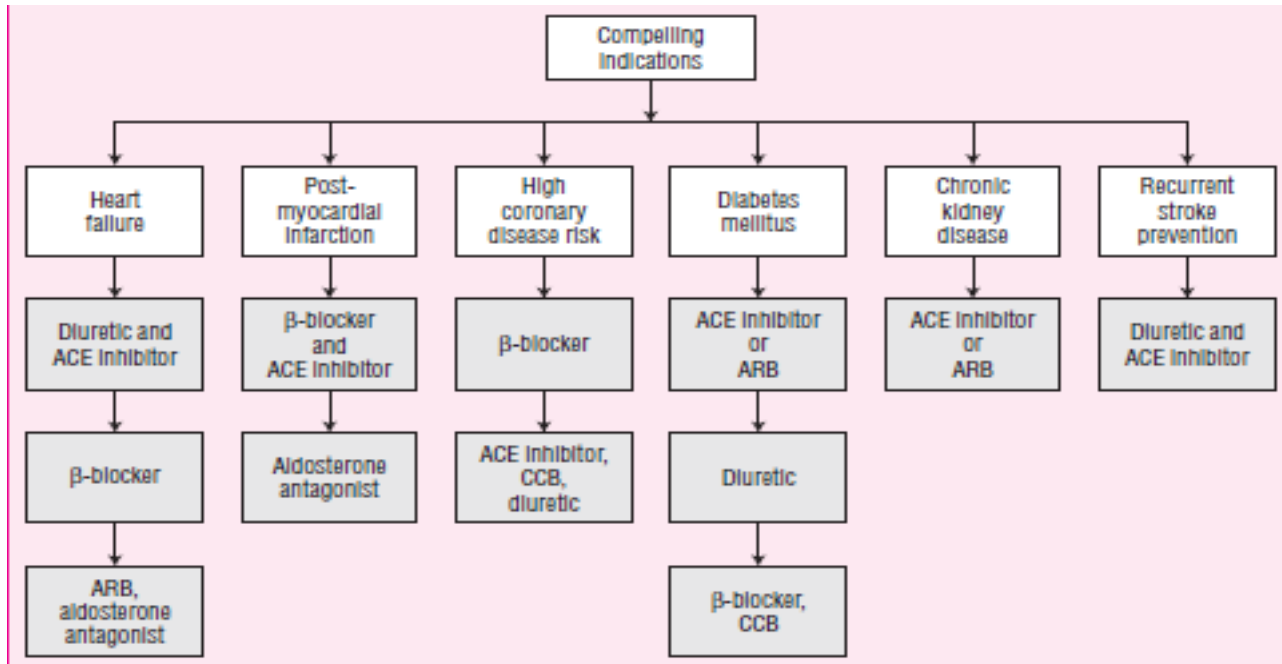 Compelling
indications
Heart
failure
Post-
myocardial
infarction
High
coronary
disease risk
Diabetes
mellitus
Chronic
kidney
disease
Recurrent
stroke
prevention
Diuretic and
ACE inhibitor
β-blocker
and
ACE inhibitor
β-blocker
ACE inhibitor
or
ARB
ACE inhibitor
or
ARB
Diuretic and
ACE inhibitor
β-blocker
Aldosterone
antagonist
ACE inhibitor,
CCB,
diuretic
Diuretic
ARB,
aldosterone
antagonist
β-blocker,
CCB